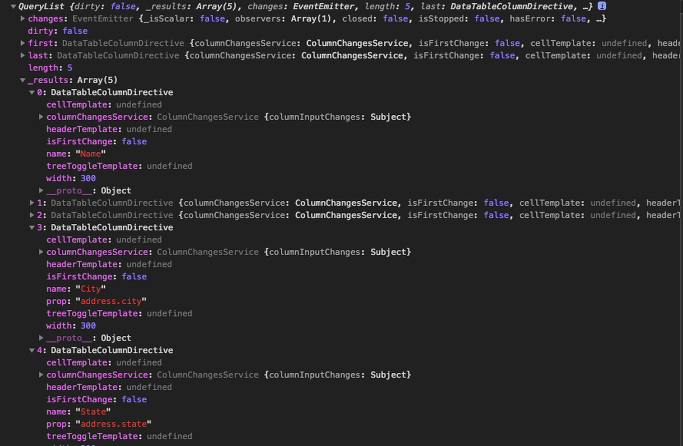 ▼QueryList {dirty: false, _results: Array(5), changes: EventEmitter, length: 5, last: DataTableColumnDirective, …} i
▶changes: EventEmitter {_isScalar: false, observers: Array(1), closed: false, isStopped: false, hasError: false, …}
dirty: false
▶first: DataTableColumnDirective {columnChangesService: ColumnChangesService, isFirstChange: false, cellTemplate: undefined, heade
▶last: DataTableColumnDirective {columnChangesService: ColumnChangesService, isFirstChange: false, cellTemplate: undefined, header
length: 5
▼_results: Array(5)
▼0: DataTableColumnDirective
cellTemplate: undefined
▶columnChangesService: ColumnChangesService {columnInputChanges: Subject}
headerTemplate: undefined
isFirstChange: false
name: "Name"
treeToggleTemplate: undefined
width: 300
▶__proto__: Object
▶1: DataTableColumnDirective {columnChangesService: ColumnChangesService, isFirstChange: false, cellTemplate: undefined, headerT
▶2: DataTableColumnDirective {columnChangesService: ColumnChangesService, isFirstChange: false, cellTemplate: undefined, headerT
▼3: DataTableColumnDirective
cellTemplate: undefined
▶columnChangesService: ColumnChangesService {columnInputChanges: Subject}
headerTemplate: undefined
isFirstChange: false
name: "City"
prop: "address.city"
treeToggleTemplate: undefined
width: 300
▶__proto__: Object
▼4: DataTableColumnDirective
cellTemplate: undefined
▶columnChangesService: ColumnChangesService {columnInputChanges: Subject}
headerTemplate: undefined
isFirstChange: false
name: "State"
prop: "address.state"
treeToggleTemplate: undefined